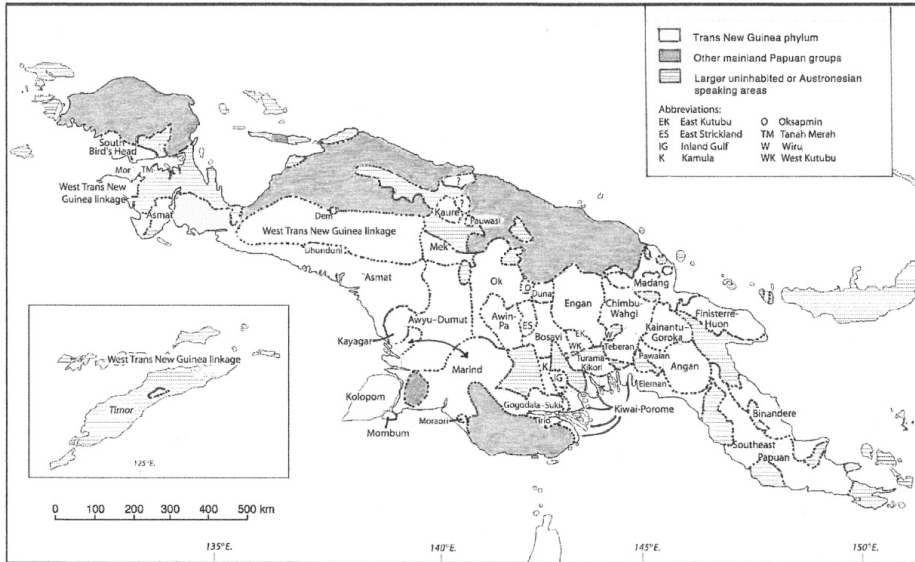 Trans New Guinea phylum
Other mainland Papuan groups
Larger uninhabited or Austronesian
speaking areas
Abbreviations:
EK East Kutubu O Oksapmin
ES East Strickland TM Tanah Merah
IG Inland Gulf W Wiru
K Kamula WK West Kutubu
South
Bird's Head
Mor TM
West Trans New
Guinea linkage
Asmat
Dem
West Trans New Guinea linkage
Uhunduni
Asmat
Kaure
?
?
Pauwasi
Mek
Ok
O
Duna
Engan
Chimbu-
Wahgi
Madang
Finisterre-
Huon
Kainantu-
Goroka
Awyu-Dumut
Awin-
Pa
ES
Bosavi
EK
WK
Teberan
Pawaian
Angan
Kayagar
Marind
K
IG
Turama-
Kikori
Eleman
Kolopom
Gogodala-Suki
Kiwai-Porome
Moraori
Tirio
Mombum
Binandere
Southeast
Papuan
West Trans New Guinea linkage
Timor
125°E.
0 100 200 300 400 500 km
135°E. 140°E. 145°E. 150°E.